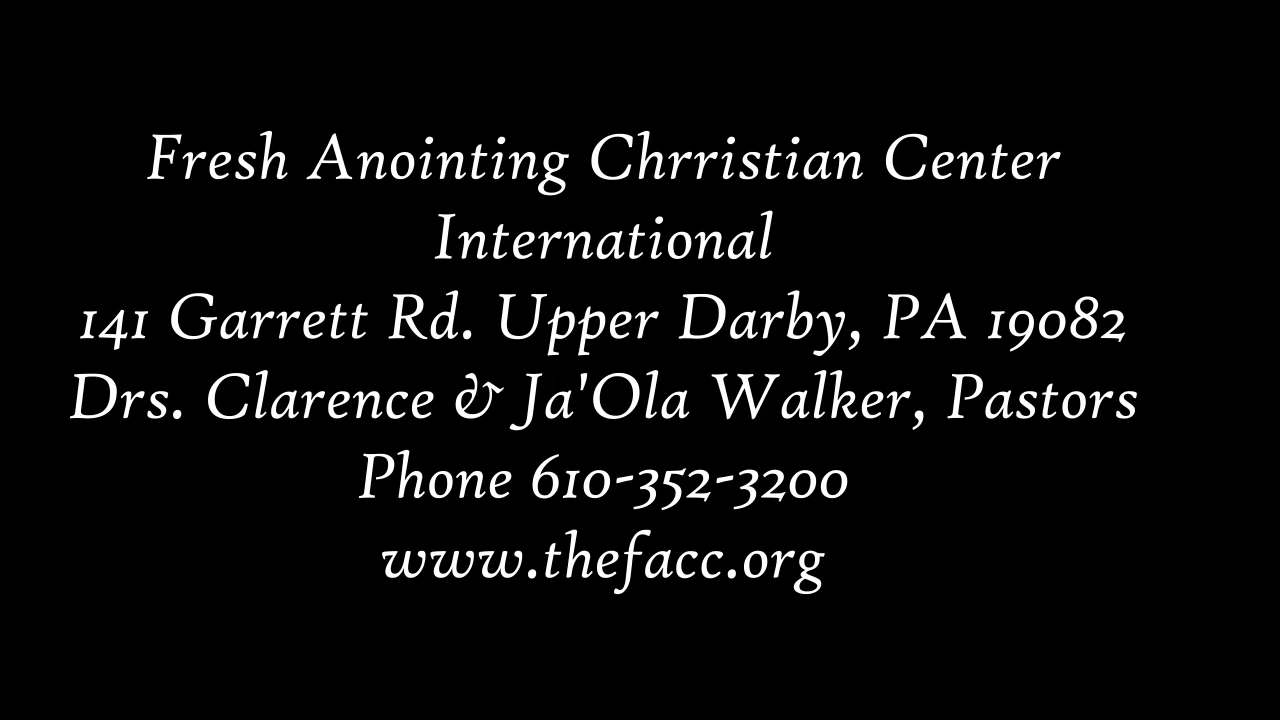 Fresh Anointing Chrristian Center
International
141 Garrett Rd. Upper Darby, PA 19082
Drs. Clarence & Ja'Ola Walker, Pastors
Phone 610-352-3200
www.thefacc.org